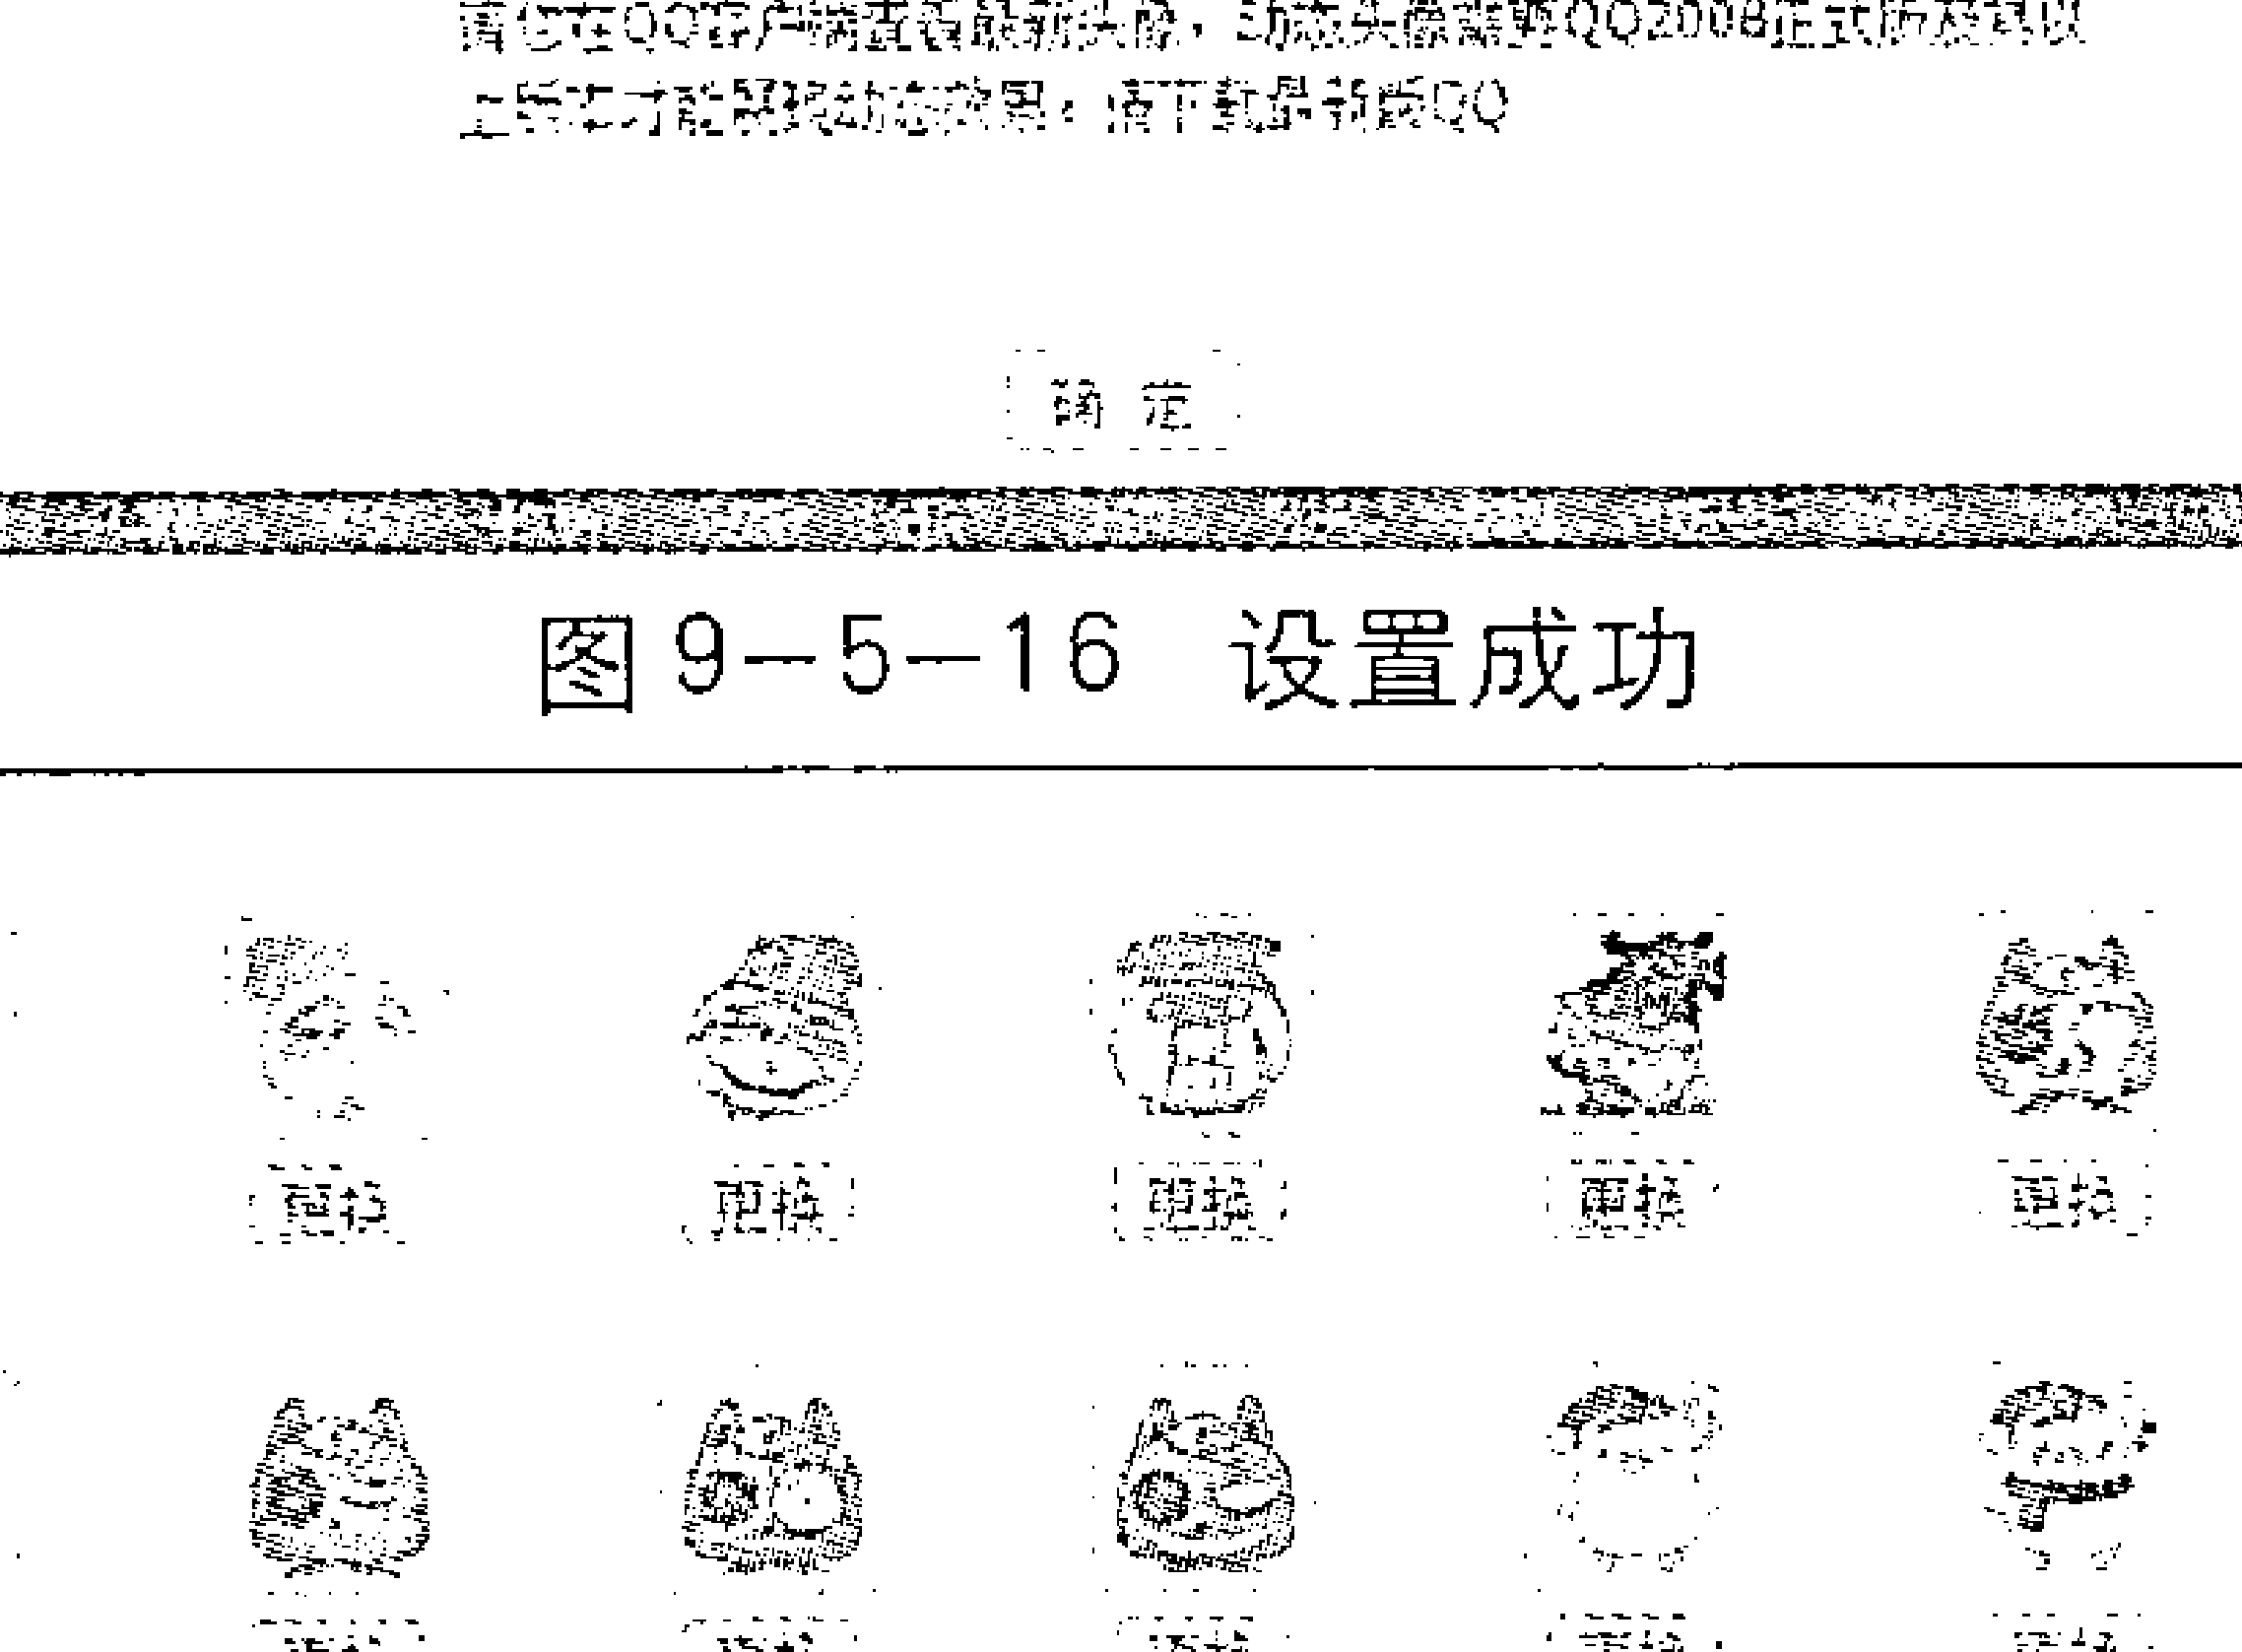 请您在QQ客户端查看最新头像，动态头像需要QQ2008正式版及其以
上版本才能看到动态效果，请下载最新版QQ
确 定
图 9－5－16 设置成功
更换 更换 更换 更换 更换